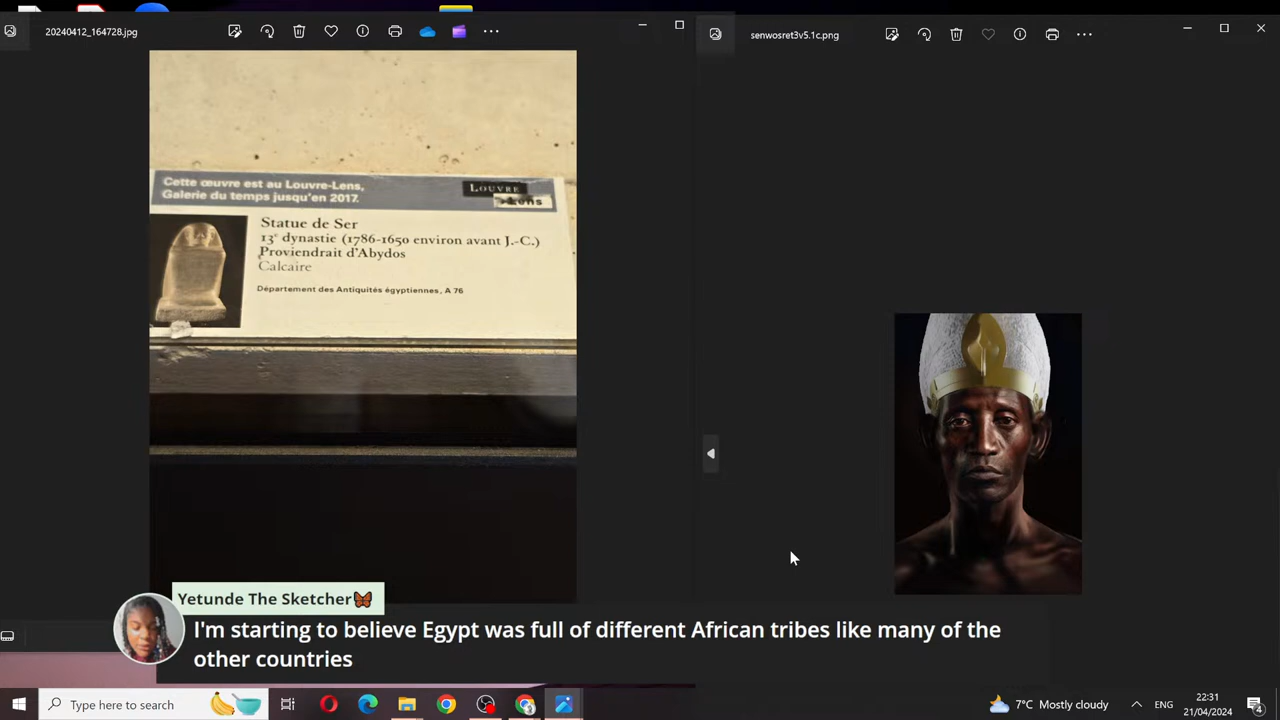 20240412_164728.jpg
senwosret3v5.1c.png
Cette œuvre est au Louvre-Lens,
Galerie du temps jusqu'en 2017.
LOUVRE
Lens
Statue de Ser
13e dynastie (1786-1650 environ avant J.-C.)
Proviendrait d'Abydos
Calcaire
Département des Antiquités égyptiennes, A 76
Yetunde The Sketcher🦋
I'm starting to believe Egypt was full of different African tribes like many of the
other countries
Type here to search
7°C Mostly cloudy
ENG
22:31
21/04/2024
4